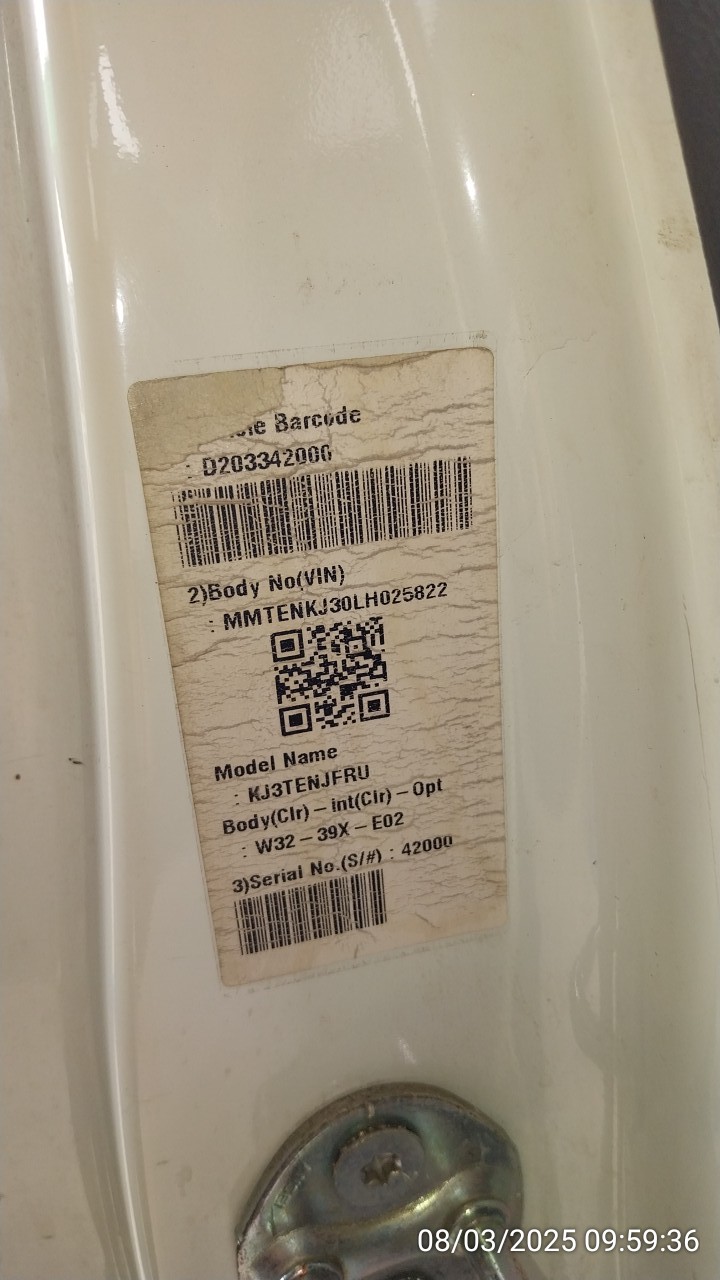 Barcode
: D203342000
2)Body No(VIN)
: MMTENKJ30LH025822
Model Name
: KJ3TENJFRU
Body(Clr) – int(Clr) – Opt
: W32 – 39X – E02
3)Serial No.(S/#) : 42000
08/03/2025 09:59:36